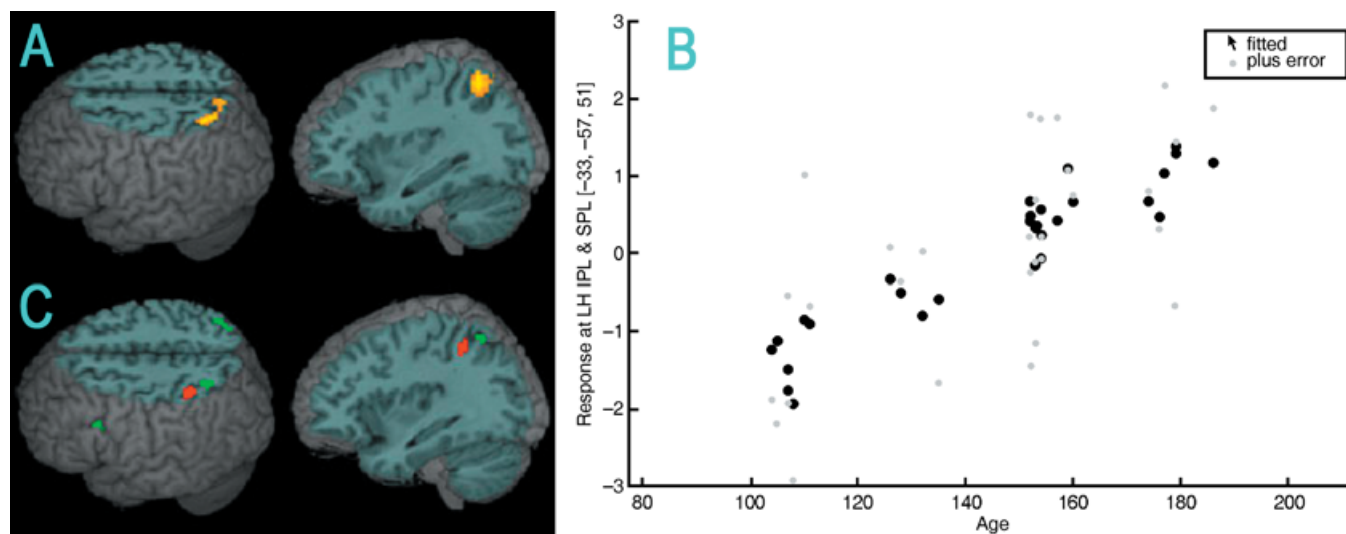 A
C
B
fitted
plus error
Response at LH IPL & SPL [–33, –57, 51]
3
2
1
0
–1
–2
–3
80
100
120
140
160
180
200
Age